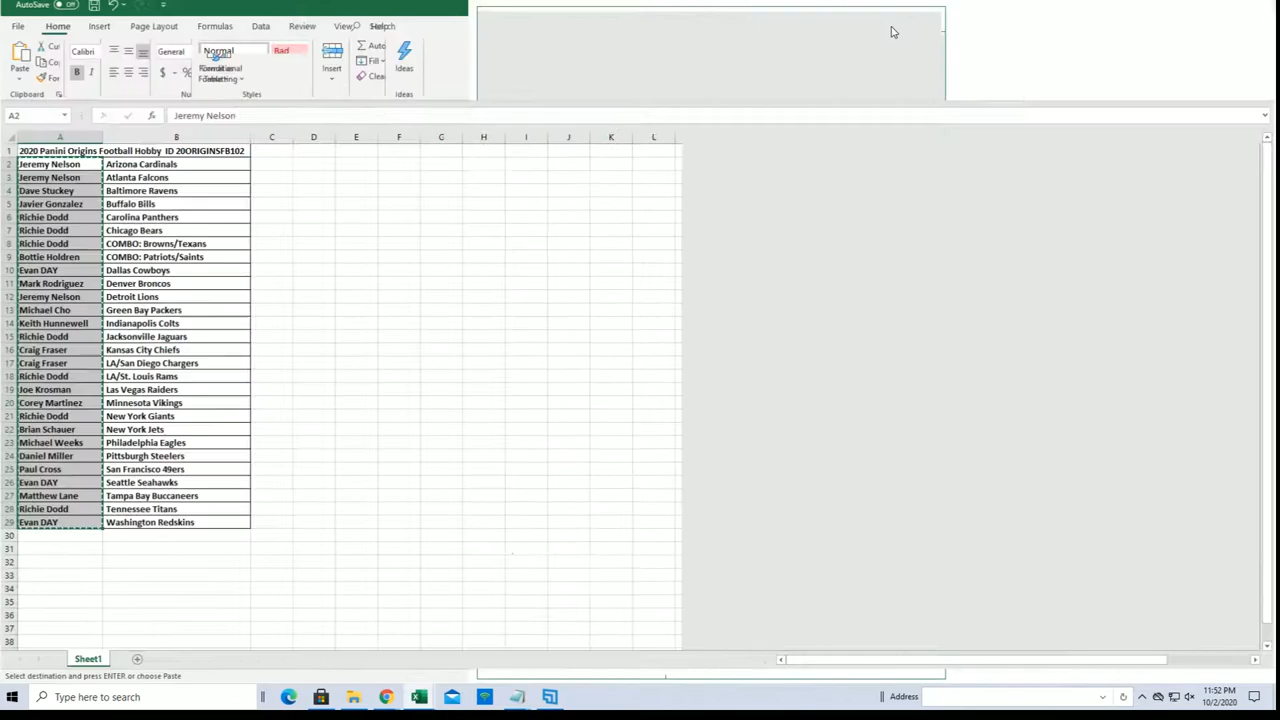 AutoSave
File Home Insert Page Layout Formulas Data Review View Help
Paste Calibri General Normal Bad Insert Fill Ideas
B I $ %
Clipboard Styles Ideas
A2 Jeremy Nelson
A B C D E F G H I J K L
1 2020 Panini Origins Football Hobby ID 20ORIGINSFB102
2 Jeremy Nelson Arizona Cardinals
3 Jeremy Nelson Atlanta Falcons
4 Dave Stuckey Baltimore Ravens
5 Javier Gonzalez Buffalo Bills
6 Richie Dodd Carolina Panthers
7 Richie Dodd Chicago Bears
8 Richie Dodd COMBO: Browns/Texans
9 Bottie Holdren COMBO: Patriots/Saints
10 Evan DAY Dallas Cowboys
11 Mark Rodriguez Denver Broncos
12 Jeremy Nelson Detroit Lions
13 Michael Cho Green Bay Packers
14 Keith Hunnewell Indianapolis Colts
15 Richie Dodd Jacksonville Jaguars
16 Craig Fraser Kansas City Chiefs
17 Craig Fraser LA/San Diego Chargers
18 Richie Dodd LA/St. Louis Rams
19 Joe Krosman Las Vegas Raiders
20 Corey Martinez Minnesota Vikings
21 Richie Dodd New York Giants
22 Brian Schauer New York Jets
23 Michael Weeks Philadelphia Eagles
24 Daniel Miller Pittsburgh Steelers
25 Paul Cross San Francisco 49ers
26 Evan DAY Seattle Seahawks
27 Matthew Lane Tampa Bay Buccaneers
28 Richie Dodd Tennessee Titans
29 Evan DAY Washington Redskins
30
31
32
33
34
35
36
37
38
Sheet1
Select destination and press ENTER or choose Paste
Type here to search Address 11:52 PM
10/2/2020